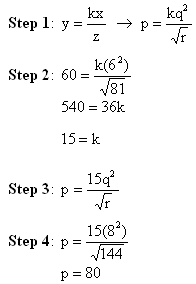 Step 1: y = kx/z → p = kq²/√r
Step 2: 60 = k(6²)/√81
540 = 36k
15 = k
Step 3: p = 15q²/√r
Step 4: p = 15(8²)/√144
p = 80